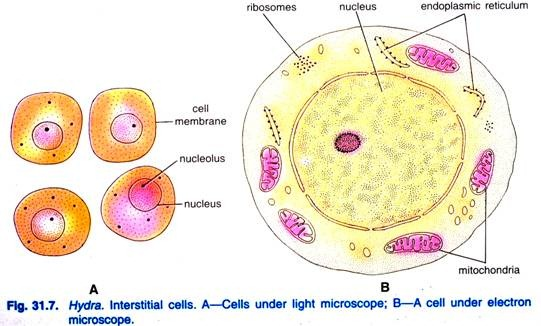 ribosomes
nucleus
endoplasmic reticulum
cell
membrane
nucleolus
nucleus
mitochondria
A
B
Fig. 31.7. Hydra. Interstitial cells. A—Cells under light microscope; B—A cell under electron
microscope.